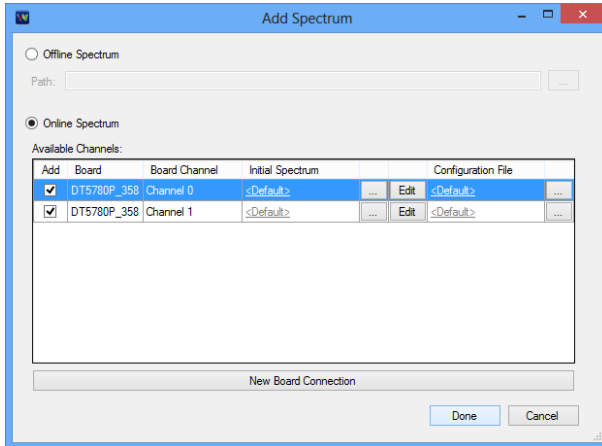 Add Spectrum
Offline Spectrum
Path: ...
Online Spectrum
Available Channels:
Add Board Board Channel Initial Spectrum Configuration File
DT5780P_358 Channel 0 <Default> ... Edit <Default> ...
DT5780P_358 Channel 1 <Default> ... Edit <Default> ...
New Board Connection
Done Cancel